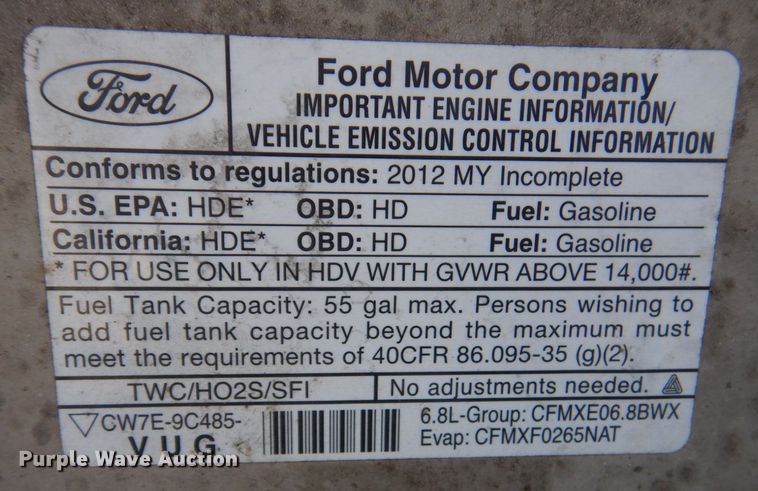 Ford
Ford Motor Company
IMPORTANT ENGINE INFORMATION/
VEHICLE EMISSION CONTROL INFORMATION
Conforms to regulations: 2012 MY Incomplete
U.S. EPA: HDE* OBD: HD Fuel: Gasoline
California: HDE* OBD: HD Fuel: Gasoline
* FOR USE ONLY IN HDV WITH GVWR ABOVE 14,000#.
Fuel Tank Capacity: 55 gal max. Persons wishing to
add fuel tank capacity beyond the maximum must
meet the requirements of 40CFR 86.095-35 (g)(2).
TWC/HO2S/SFI No adjustments needed.
CW7E-9C485- 6.8L-Group: CFMXE06.8BWX
VUG Evap: CFMXF0265NAT
Purple Wave Auction